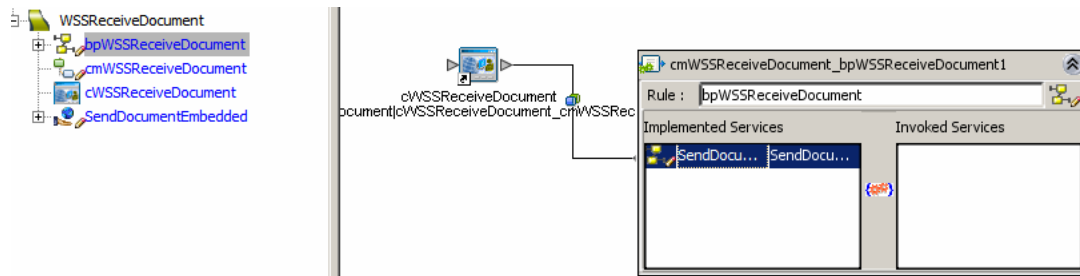 WSSReceiveDocument
bpWSSReceiveDocument
cmWSSReceiveDocument
cWSSReceiveDocument
SendDocumentEmbedded
cWSSReceiveDocument
ocument|cWSSReceiveDocument_cmWSSRec
cmWSSReceiveDocument_bpWSSReceiveDocument1
Rule : bpWSSReceiveDocument
Implemented Services Invoked Services
SendDocu... SendDocu...